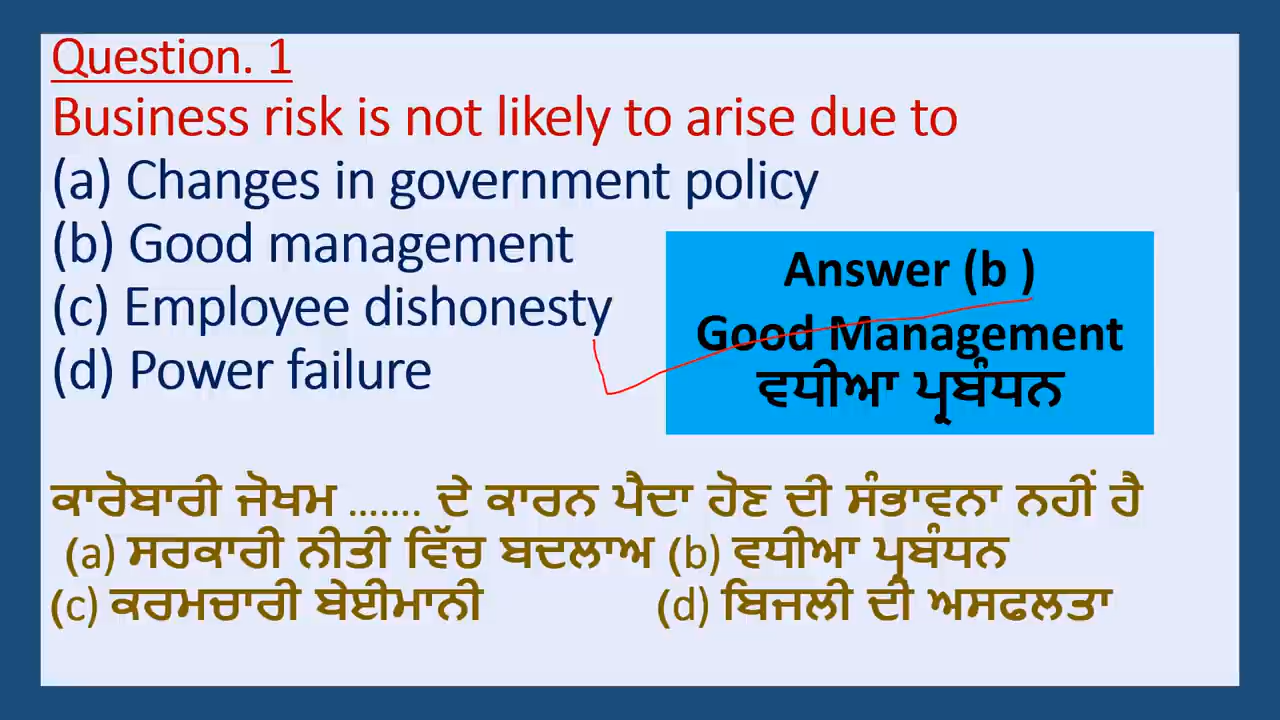 Question. 1
Business risk is not likely to arise due to
(a) Changes in government policy
(b) Good management
(c) Employee dishonesty
(d) Power failure
Answer (b )
Good Management
ਵਧੀਆ ਪ੍ਰਬੰਧਨ
ਕਾਰੋਬਾਰੀ ਜੋਖਮ ....... ਦੇ ਕਾਰਨ ਪੈਦਾ ਹੋਣ ਦੀ ਸੰਭਾਵਨਾ ਨਹੀਂ ਹੈ
(a) ਸਰਕਾਰੀ ਨੀਤੀ ਵਿੱਚ ਬਦਲਾਅ (b) ਵਧੀਆ ਪ੍ਰਬੰਧਨ
(c) ਕਰਮਚਾਰੀ ਬੇਈਮਾਨੀ (d) ਬਿਜਲੀ ਦੀ ਅਸਫਲਤਾ